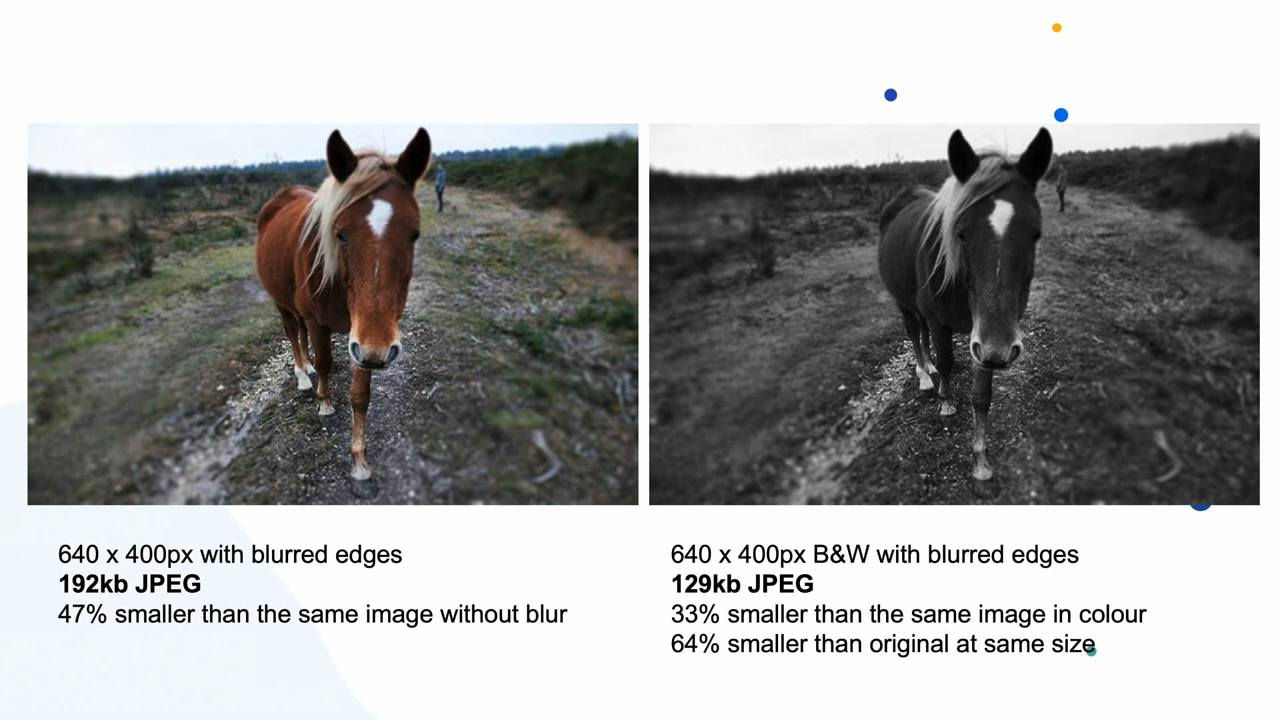 640 x 400px with blurred edges
192kb JPEG
47% smaller than the same image without blur
640 x 400px B&W with blurred edges
129kb JPEG
33% smaller than the same image in colour
64% smaller than original at same size